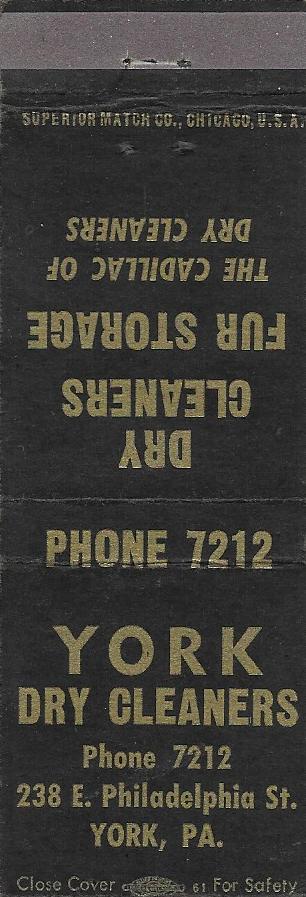 SUPERIOR MATCH CO., CHICAGO, U.S.A.
DRY
CLEANERS
FUR STORAGE
THE CADILLAC OF
DRY CLEANERS
PHONE 7212
YORK
DRY CLEANERS
Phone 7212
238 E. Philadelphia St.
YORK, PA.
Close Cover 61 For Safety